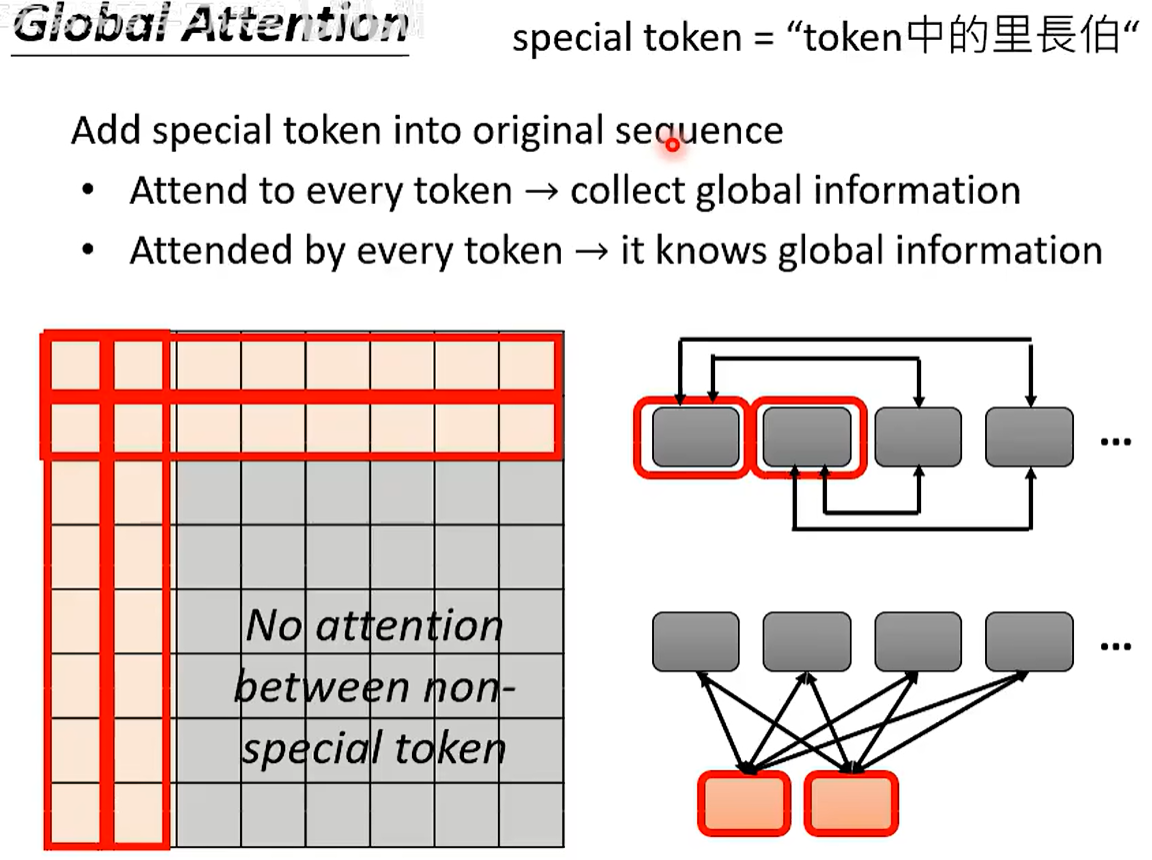 Global Attention
special token = “token中的里長伯“
Add special token into original sequence
• Attend to every token → collect global information
• Attended by every token → it knows global information
...
No attention
between non-
special token
...